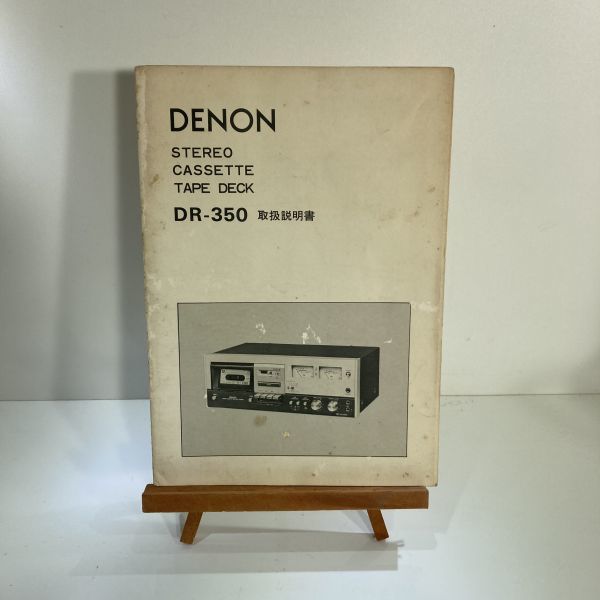 DENON
STEREO
CASSETTE
TAPE DECK
DR-350 取扱説明書